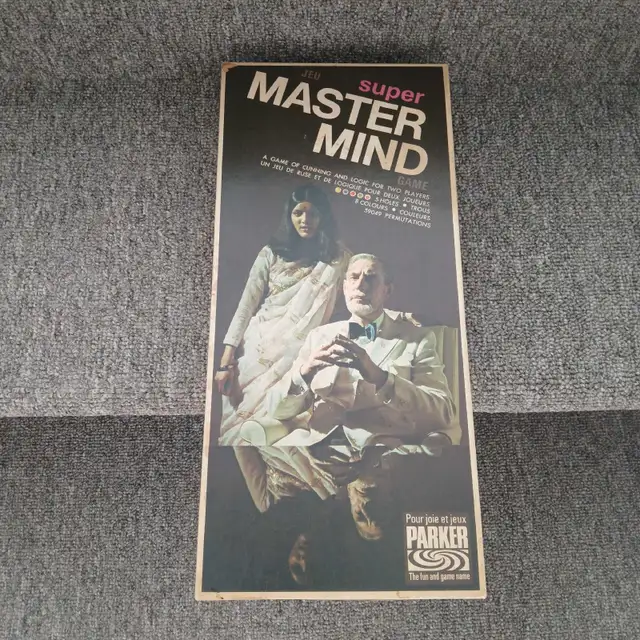 JEU
super
MASTER
MIND
GAME
A GAME OF CUNNING AND LOGIC FOR TWO PLAYERS
UN JEU DE RUSE ET DE LOGIQUE POUR DEUX JOUEURS
5 HOLES • TROUS
8 COLOURS • COULEURS
59049 PERMUTATIONS
Pour joie et jeux
PARKER
The fun and game name